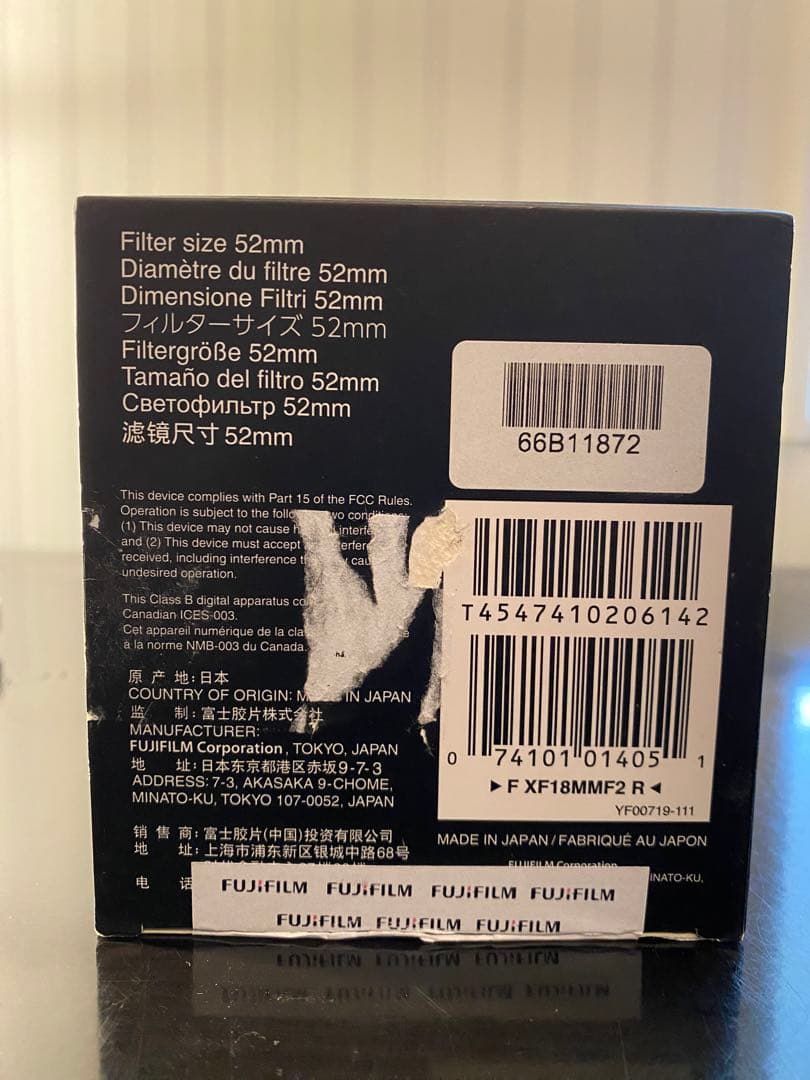 Filter size 52mm
Diamètre du filtre 52mm
Dimensione Filtri 52mm
フィルターサイズ 52mm
Filtergröße 52mm
Tamaño del filtro 52mm
Светофильтр 52mm
滤镜尺寸 52mm
66B11872
This device complies with Part 15 of the FCC Rules.
Operation is subject to the two
(1) This device may not cause
and (2) This device must accept
received, including interference
undesired operation.
This Class B digital apparatus
Canadian ICES-003.
Cet appareil numérique de la
à la norme NMB-003 du Canada.
T4547410206142
0 74101 01405 1
▶F XF18MMF2 R◀
YF00719-111
原产地:日本
COUNTRY OF ORIGIN: IN JAPAN
监制:富士胶片株式会社
MANUFACTURER:
FUJIFILM Corporation, TOKYO, JAPAN
地址:日本东京都港区赤坂9-7-3
ADDRESS: 7-3, AKASAKA 9-CHOME,
MINATO-KU, TOKYO 107-0052, JAPAN
销售商:富士胶片(中国)投资有限公司
地址:上海市浦东新区银城中路68号
电话
MADE IN JAPAN/FABRIQUÉ AU JAPON
FUJIFILM Corporation
MINATO-KU,
FUJIFILM FUJIFILM FUJIFILM FUJIFILM
FUJIFILM FUJIFILM FUJIFILM